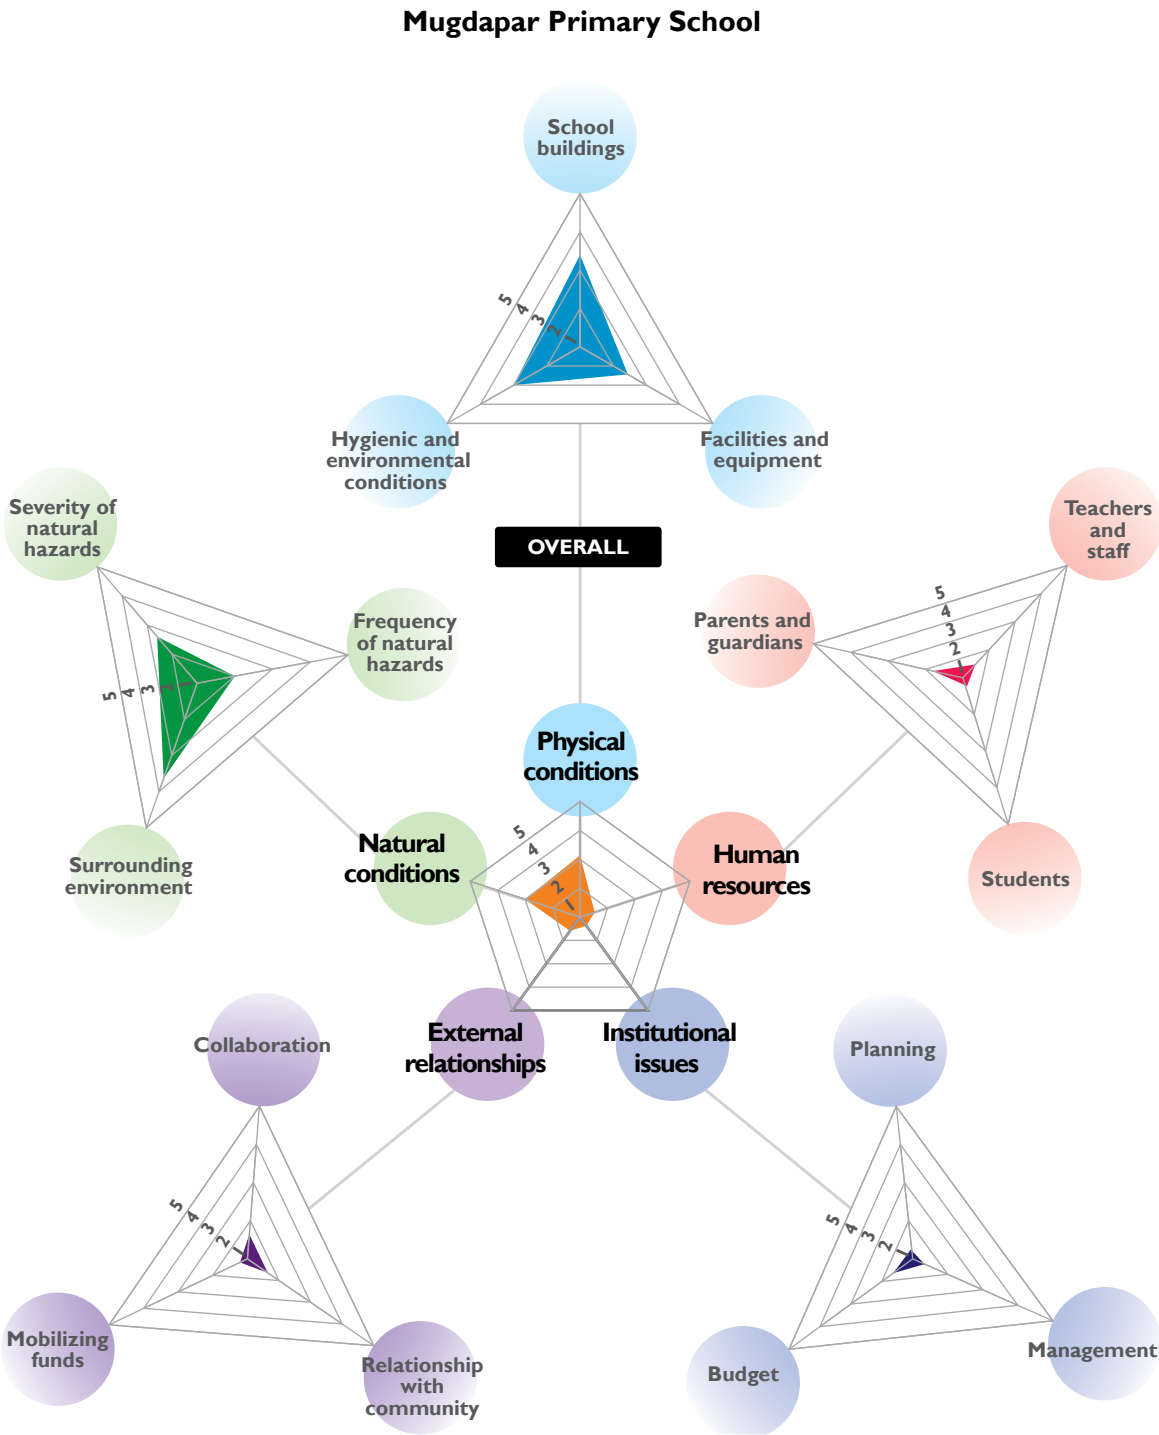 Mugdapar Primary School
School
buildings
5
4
3
2
1
Hygienic and
environmental
conditions
Facilities and
equipment
OVERALL
Severity of
natural
hazards
Frequency
of natural
hazards
5
4
3
2
1
Surrounding
environment
Teachers
and
staff
Parents and
guardians
5
4
3
2
1
Students
Physical
conditions
Natural
conditions
Human
resources
5
4
3
2
1
External
relationships
Institutional
issues
Collaboration
5
4
3
2
1
Mobilizing
funds
Relationship
with
community
Planning
5
4
3
2
1
Budget
Management